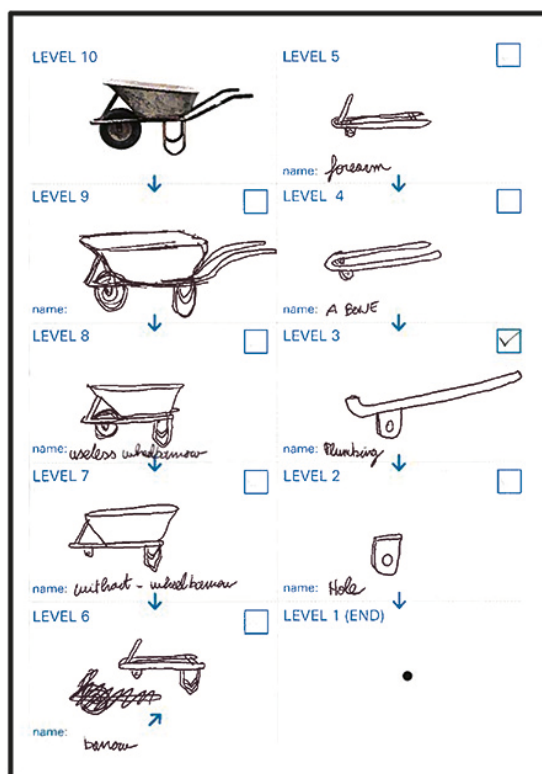 LEVEL 10
LEVEL 9
name:
LEVEL 8
name: useless wheelbarrow
LEVEL 7
name: without - wheelbarrow
LEVEL 6
name:
barrow
LEVEL 5
name: forearm
LEVEL 4
name: A BONE
LEVEL 3
name: Plumbing
LEVEL 2
name: Hole
LEVEL 1 (END)